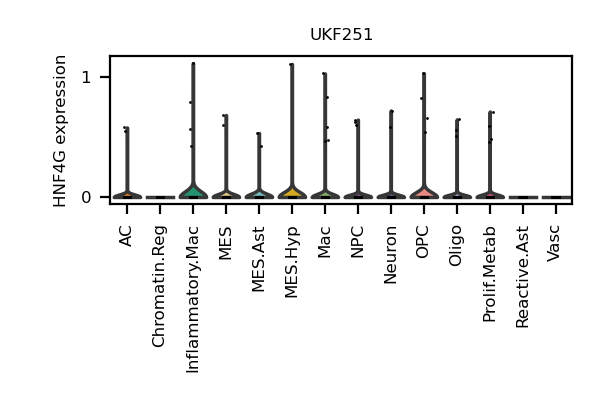 UKF251
HNF4G expression
1
0
AC
Chromatin.Reg
Inflammatory.Mac
MES
MES.Ast
MES.Hyp
Mac
NPC
Neuron
OPC
Oligo
Prolif.Metab
Reactive.Ast
Vasc